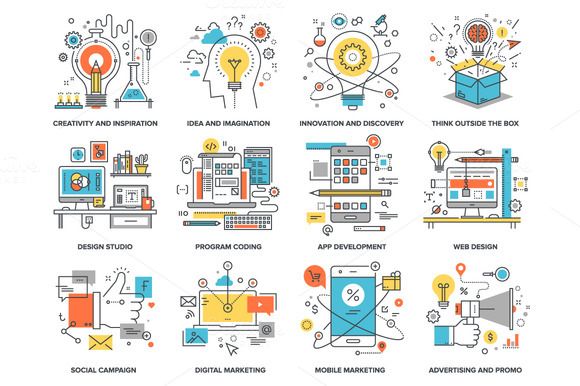 CREATIVITY AND INSPIRATION
IDEA AND IMAGINATION
INNOVATION AND DISCOVERY
THINK OUTSIDE THE BOX
DESIGN STUDIO
PROGRAM CODING
APP DEVELOPMENT
WEB DESIGN
SOCIAL CAMPAIGN
DIGITAL MARKETING
MOBILE MARKETING
ADVERTISING AND PROMO